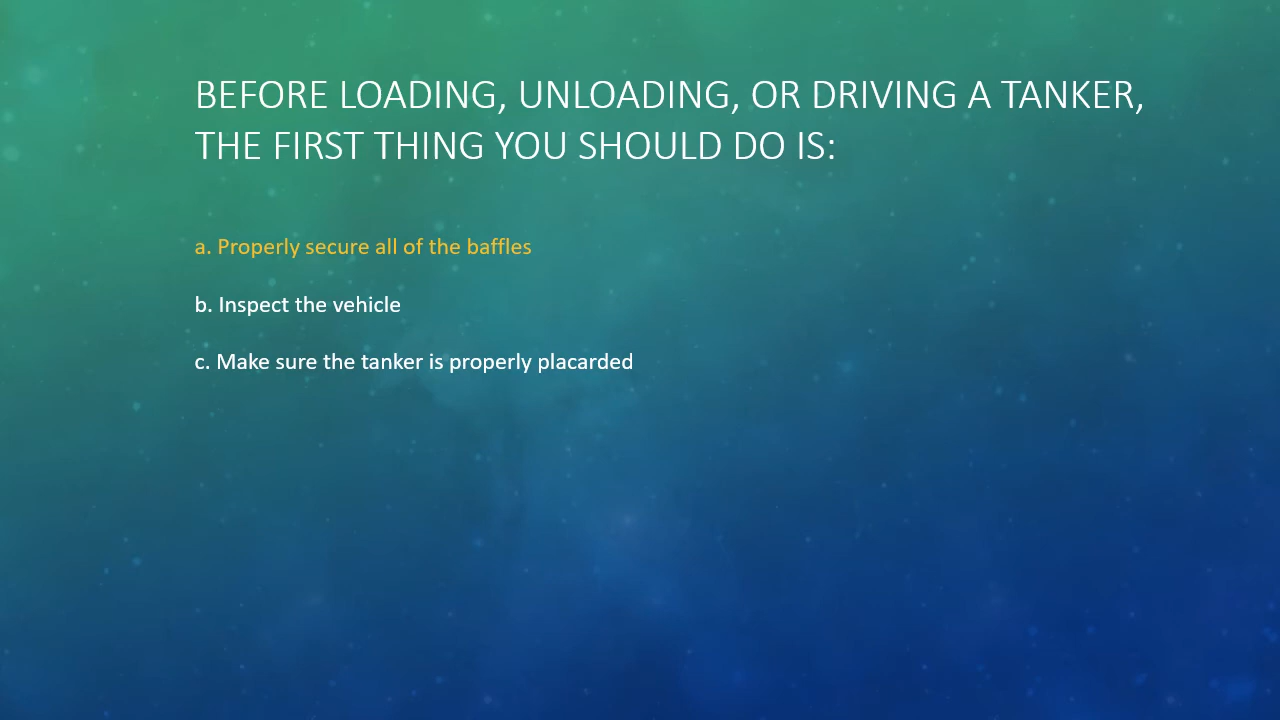 BEFORE LOADING, UNLOADING, OR DRIVING A TANKER,
THE FIRST THING YOU SHOULD DO IS:
a. Properly secure all of the baffles
b. Inspect the vehicle
c. Make sure the tanker is properly placarded